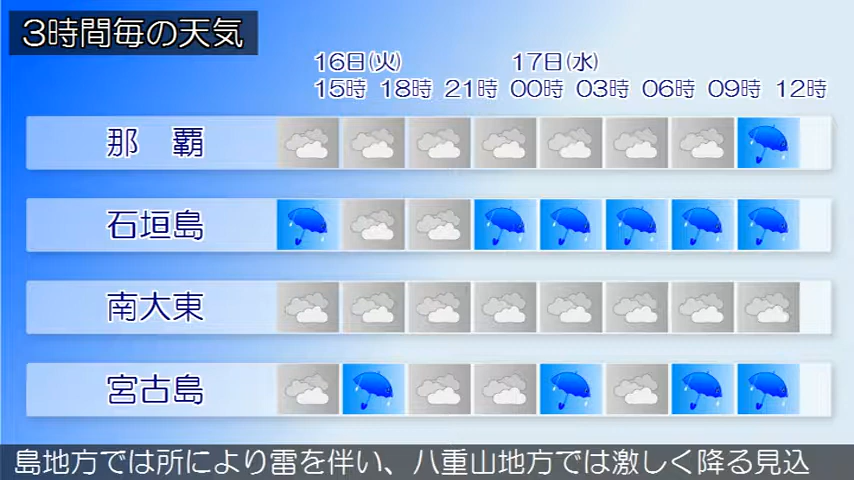 3時間毎の天気
16日(火) 17日(水)
15時 18時 21時 00時 03時 06時 09時 12時
那 覇
石垣島
南大東
宮古島
島地方では所により雷を伴い、八重山地方では激しく降る見込